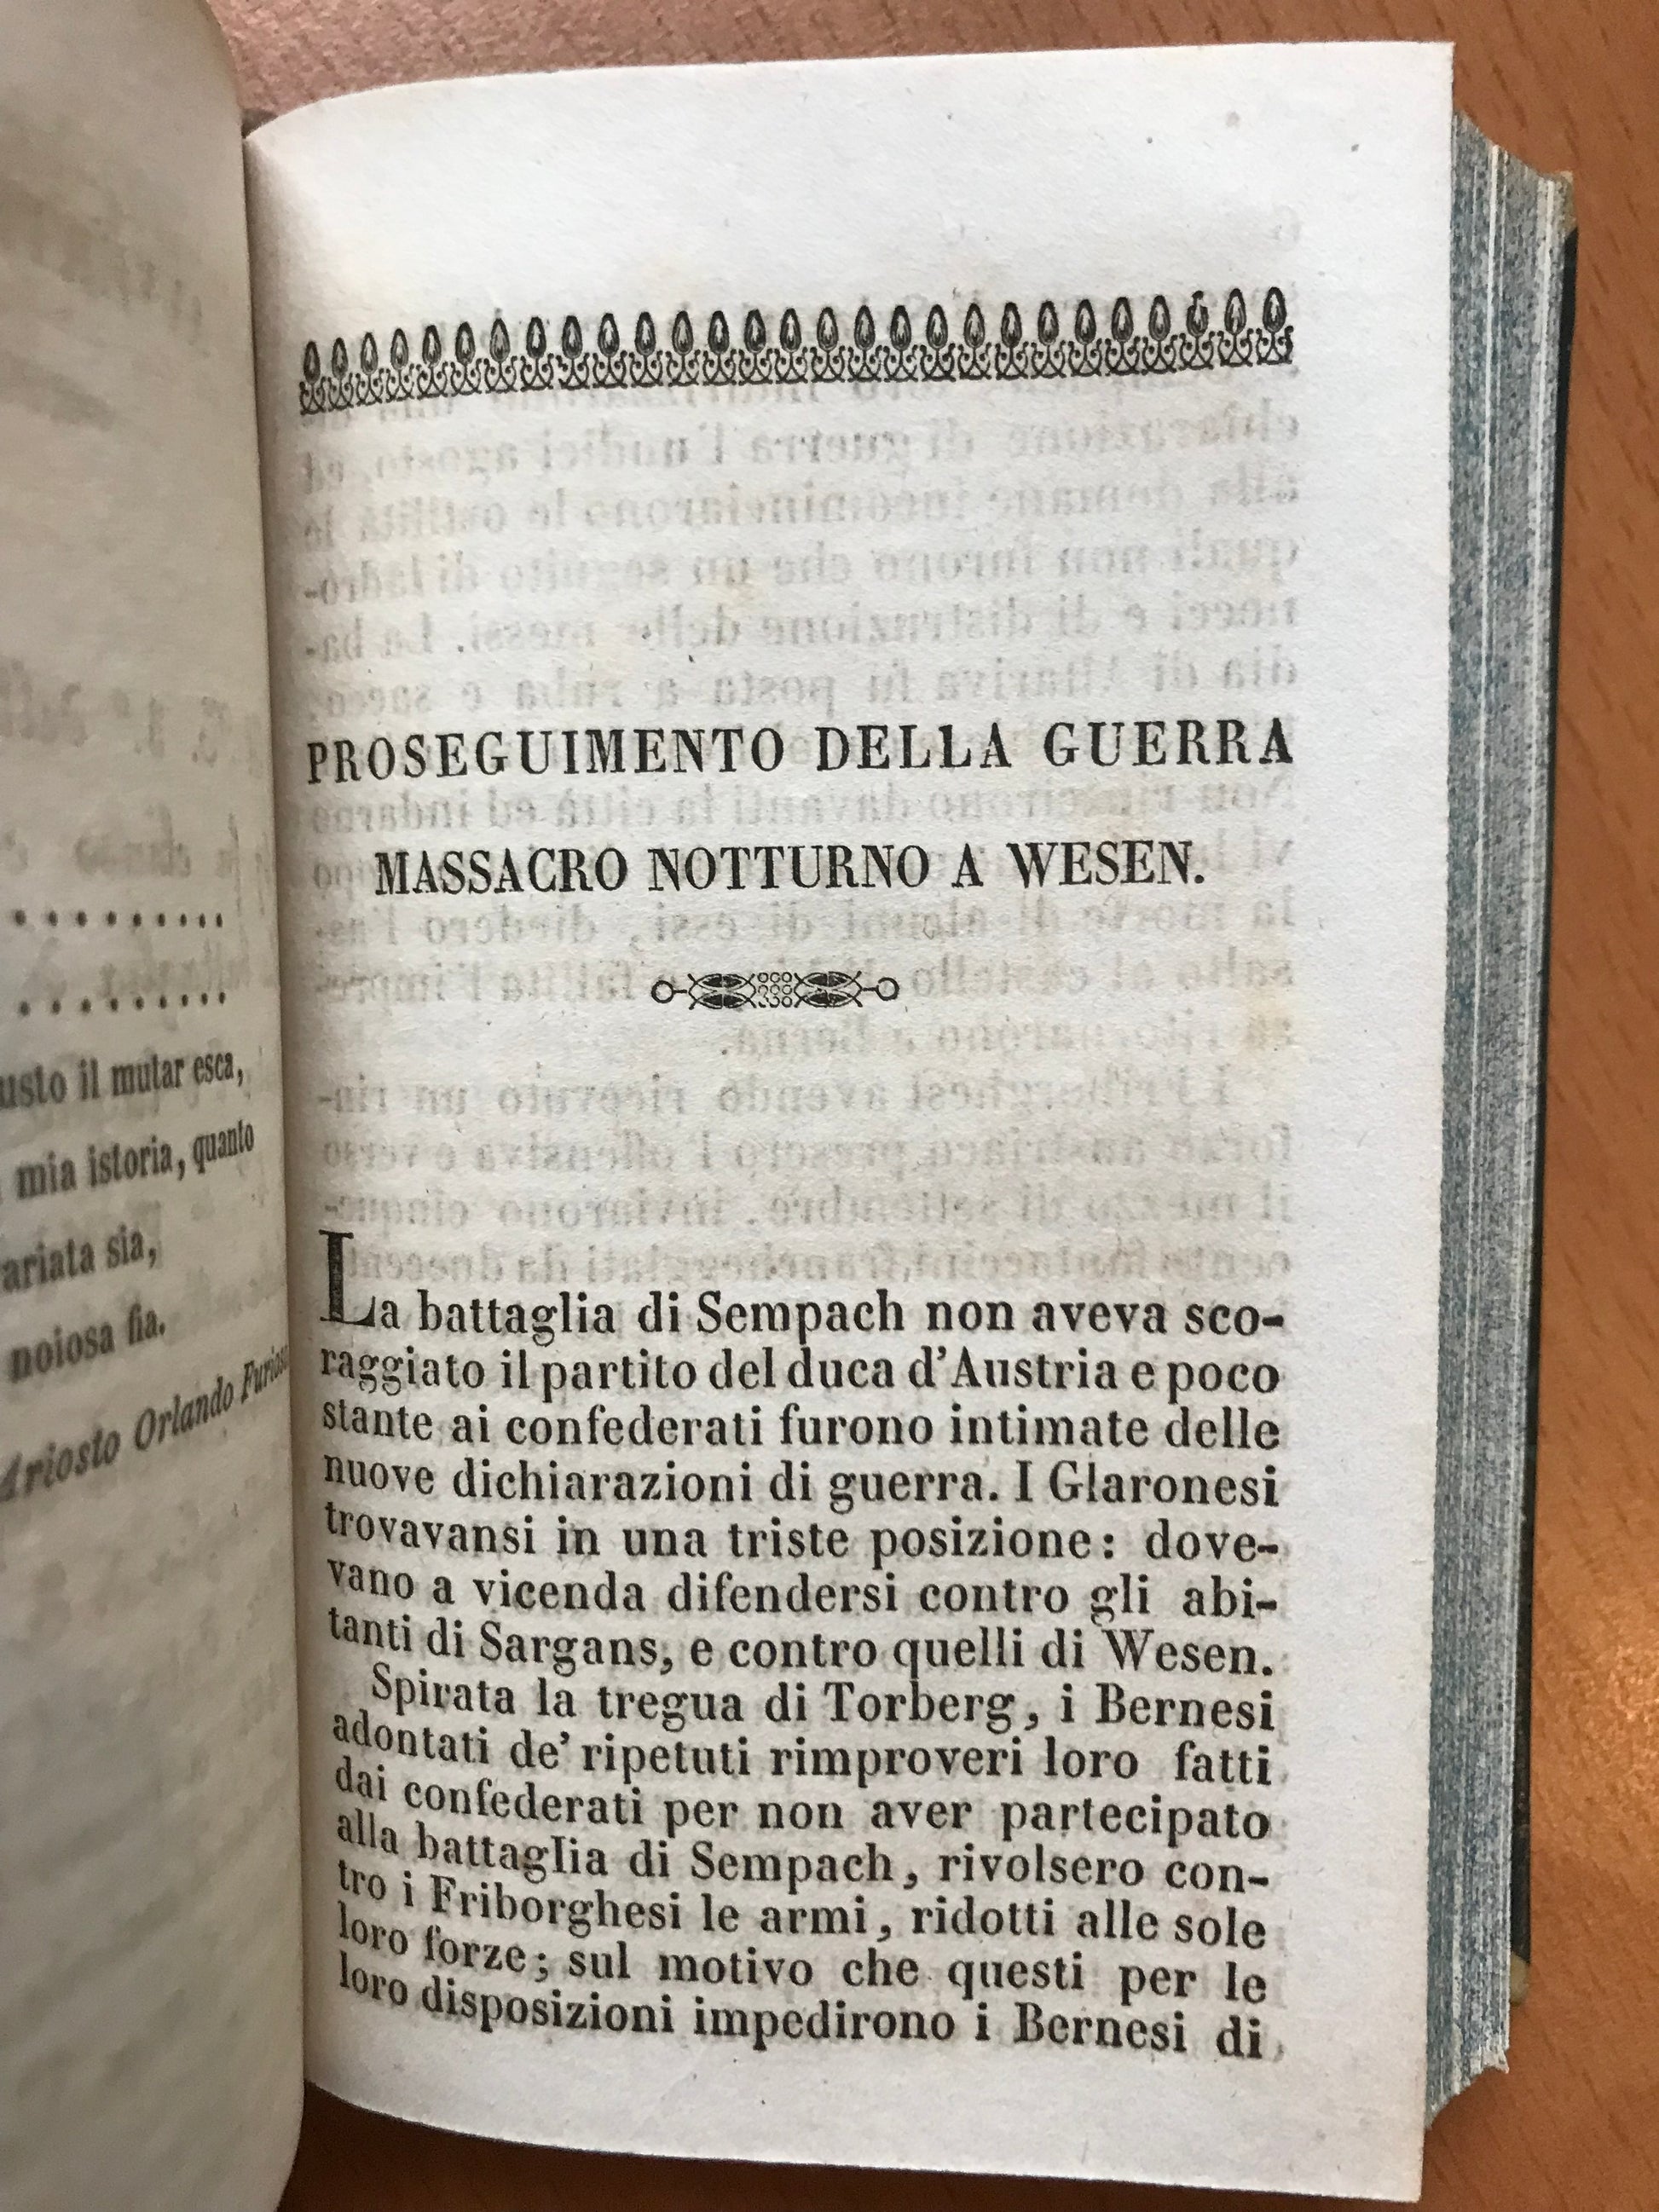 usto il mutar esca,
mia istoria, quanto
ariata sia,
noiosa fia.
Ariosto Orlando Furioso
PROSEGUIMENTO DELLA GUERRA
MASSACRO NOTTURNO A WESEN.
La battaglia di Sempach non aveva sco-
raggiato il partito del duca d'Austria e poco
stante ai confederati furono intimate delle
nuove dichiarazioni di guerra. I Glaronesi
trovavansi in una triste posizione: dove-
vano a vicenda difendersi contro gli abi-
tanti di Sargans, e contro quelli di Wesen.
Spirata la tregua di Torberg, i Bernesi
adontati de' ripetuti rimproveri loro fatti
dai confederati per non aver partecipato
alla battaglia di Sempach, rivolsero con-
tro i Friborghesi le armi, ridotti alle sole
loro forze; sul motivo che questi per le
loro disposizioni impedirono i Bernesi di